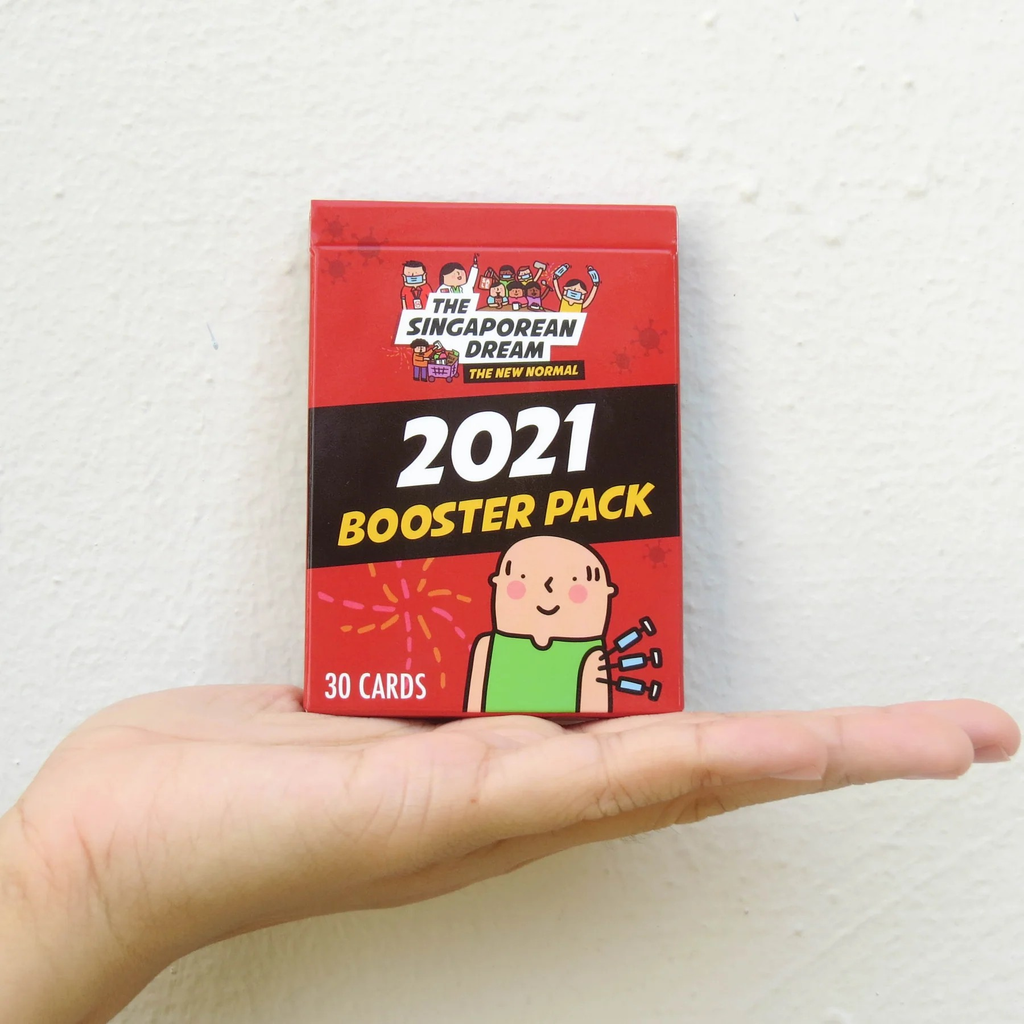 THE
SINGAPOREAN
DREAM
THE NEW NORMAL
2021
BOOSTER PACK
30 CARDS